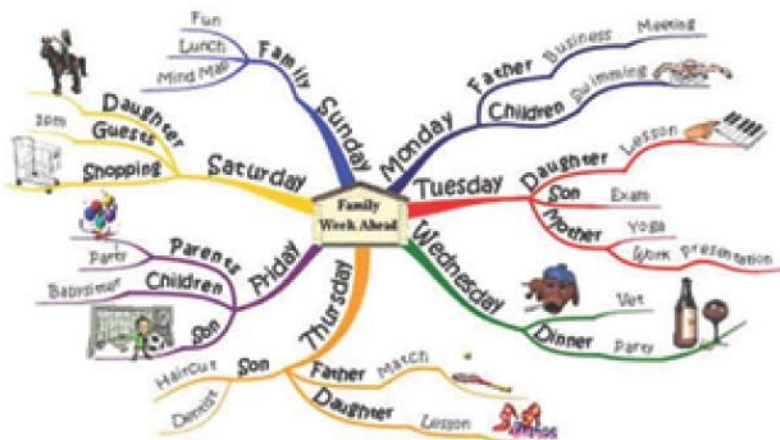 Family
Week Ahead
Monday
Father
Business
Meeting
Children
Swimming
Tuesday
Daughter
Lesson
Son
Exam
Mother
Yoga
Work Presentation
Wednesday
Vet
Dinner
Party
Thursday
Father
Match
Daughter
Lesson
Son
Haircut
Dentist
Friday
Parents
Party
Children
Babysitter
Son
Saturday
Daughter
Guests
Shopping
Sunday
Family
Fun
Lunch
Mind Map